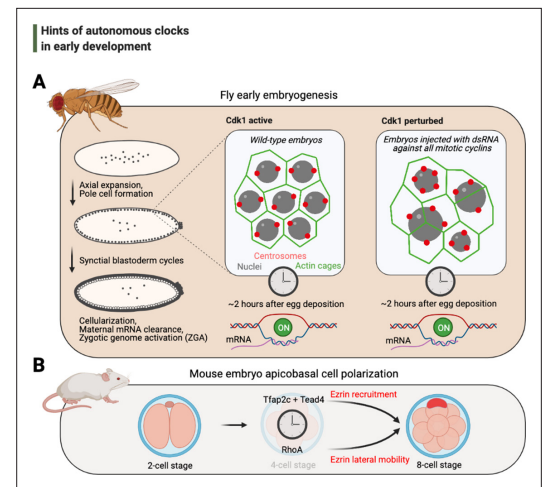 Hints of autonomous clocks
in early development
A
Fly early embryogenesis
Axial expansion,
Pole cell formation
Synctial blastoderm cycles
Cellularization,
Maternal mRNA clearance,
Zygotic genome activation (ZGA)
Cdk1 active
Wild-type embryos
Centrosomes
Nuclei
Actin cages
~2 hours after egg deposition
ON
mRNA
Cdk1 perturbed
Embryos injected with dsRNA
against all mitotic cyclins
~2 hours after egg deposition
ON
mRNA
B
Mouse embryo apicobasal cell polarization
2-cell stage
Tfap2c + Tead4
RhoA
4-cell stage
Ezrin recruitment
Ezrin lateral mobility
8-cell stage